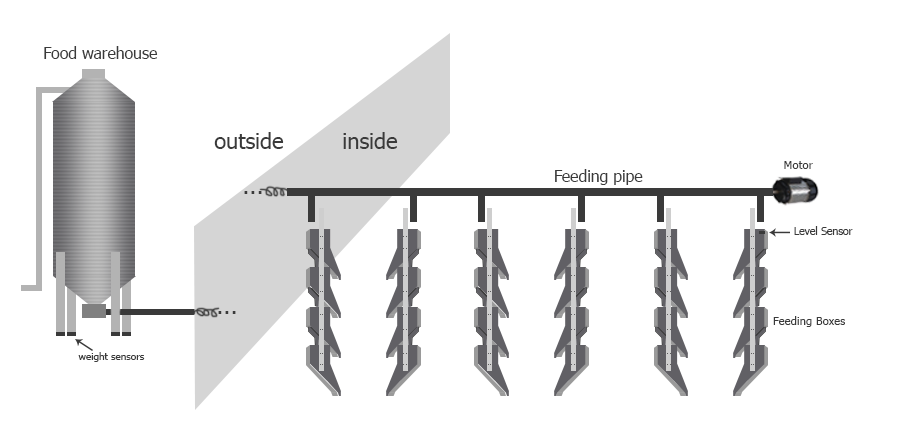 Food warehouse
outside
inside
Feeding pipe
Motor
Level Sensor
Feeding Boxes
weight sensors